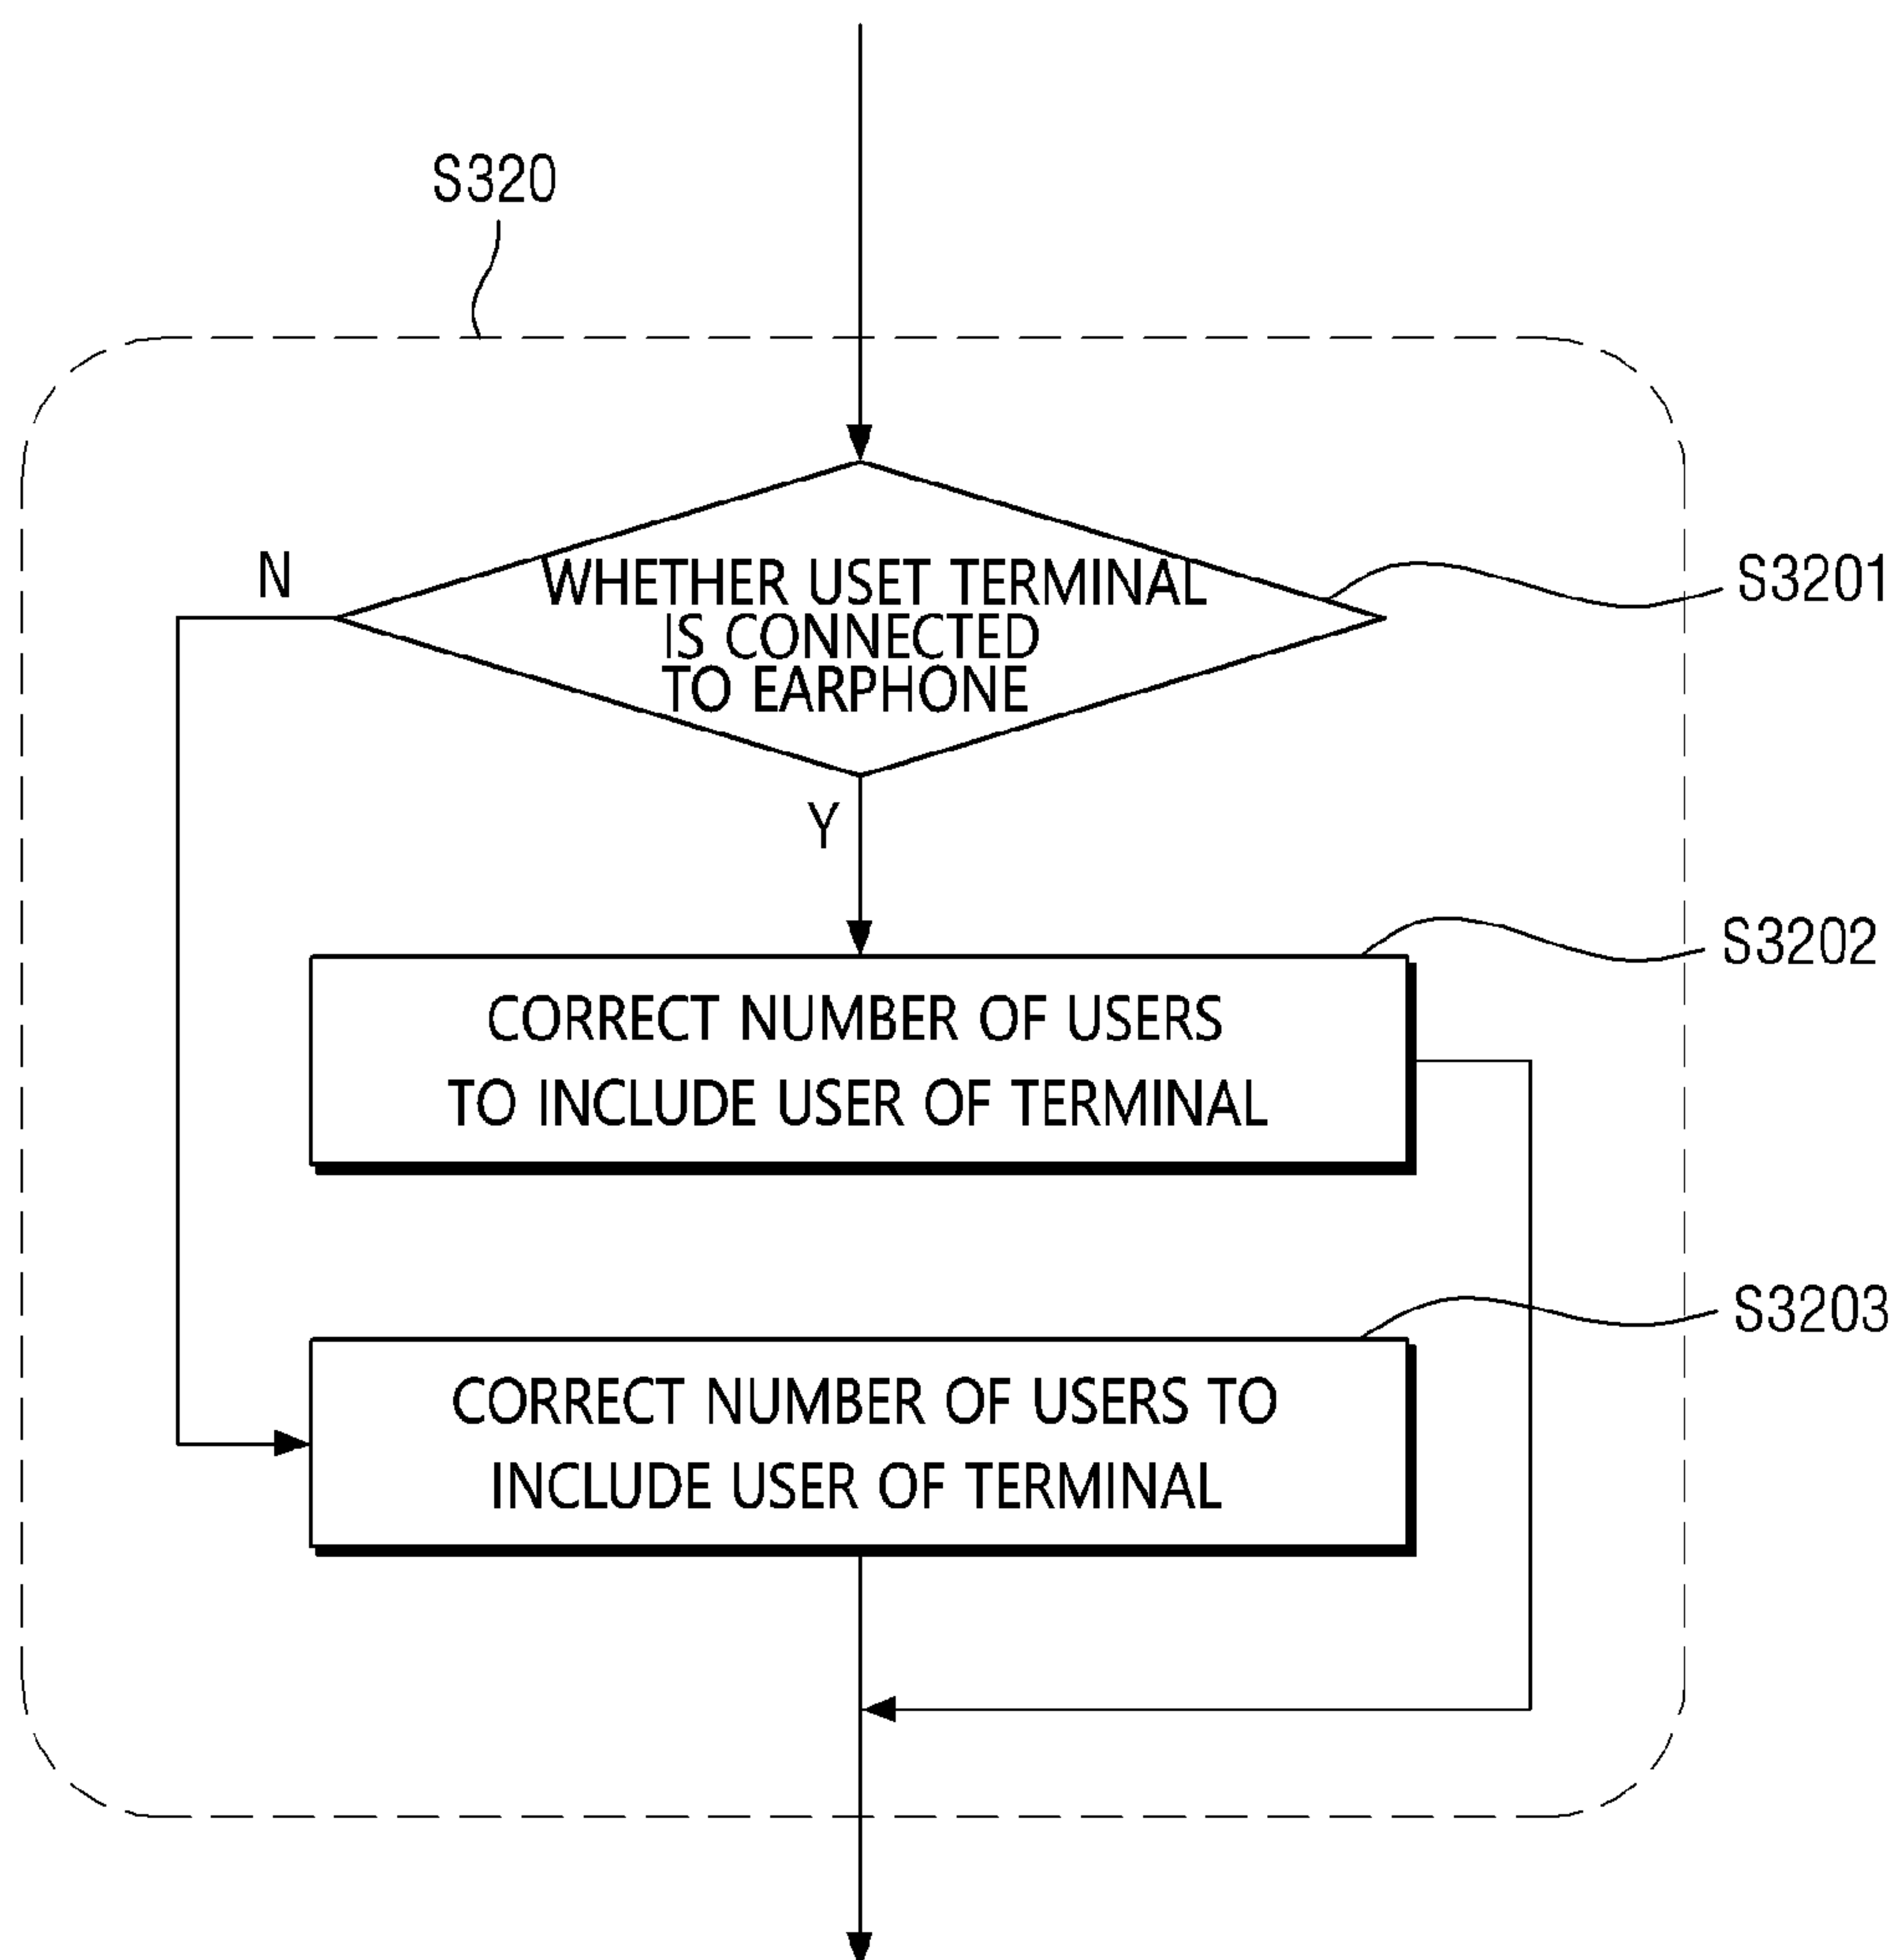 S320
N
WHETHER USET TERMINAL
IS CONNECTED
TO EARPHONE
S3201
Y
S3202
CORRECT NUMBER OF USERS
TO INCLUDE USER OF TERMINAL
S3203
CORRECT NUMBER OF USERS TO
INCLUDE USER OF TERMINAL